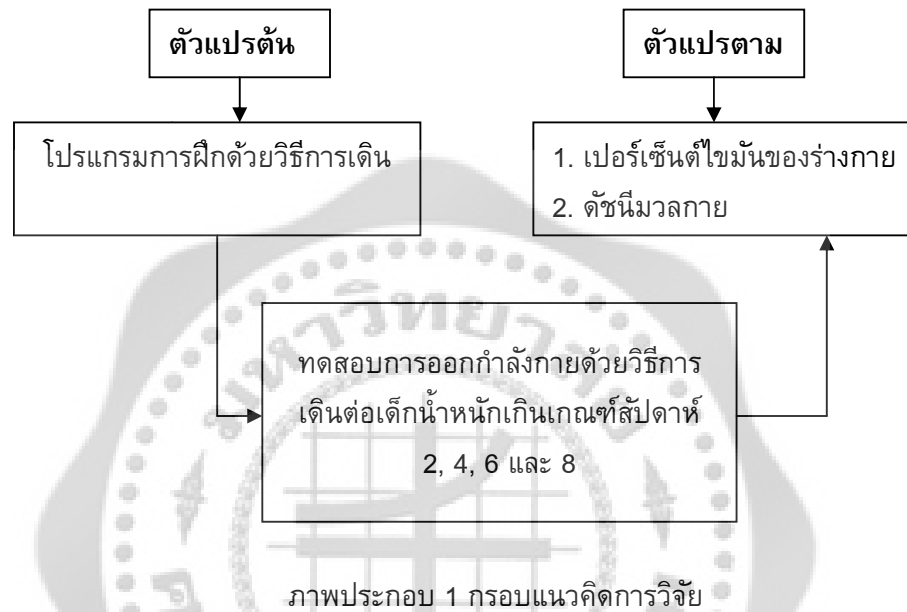 ตัวแปรต้น
ตัวแปรตาม
โปรแกรมการฝึกด้วยวิธีการเดิน
1. เปอร์เซ็นต์ไขมันของร่างกาย
2. ดัชนีมวลกาย
ทดสอบการออกกำลังกายด้วยวิธีการ
เดินต่อเด็กน้ำหนักเกินเกณฑ์สัปดาห์
2, 4, 6 และ 8
ภาพประกอบ 1 กรอบแนวคิดการวิจัย